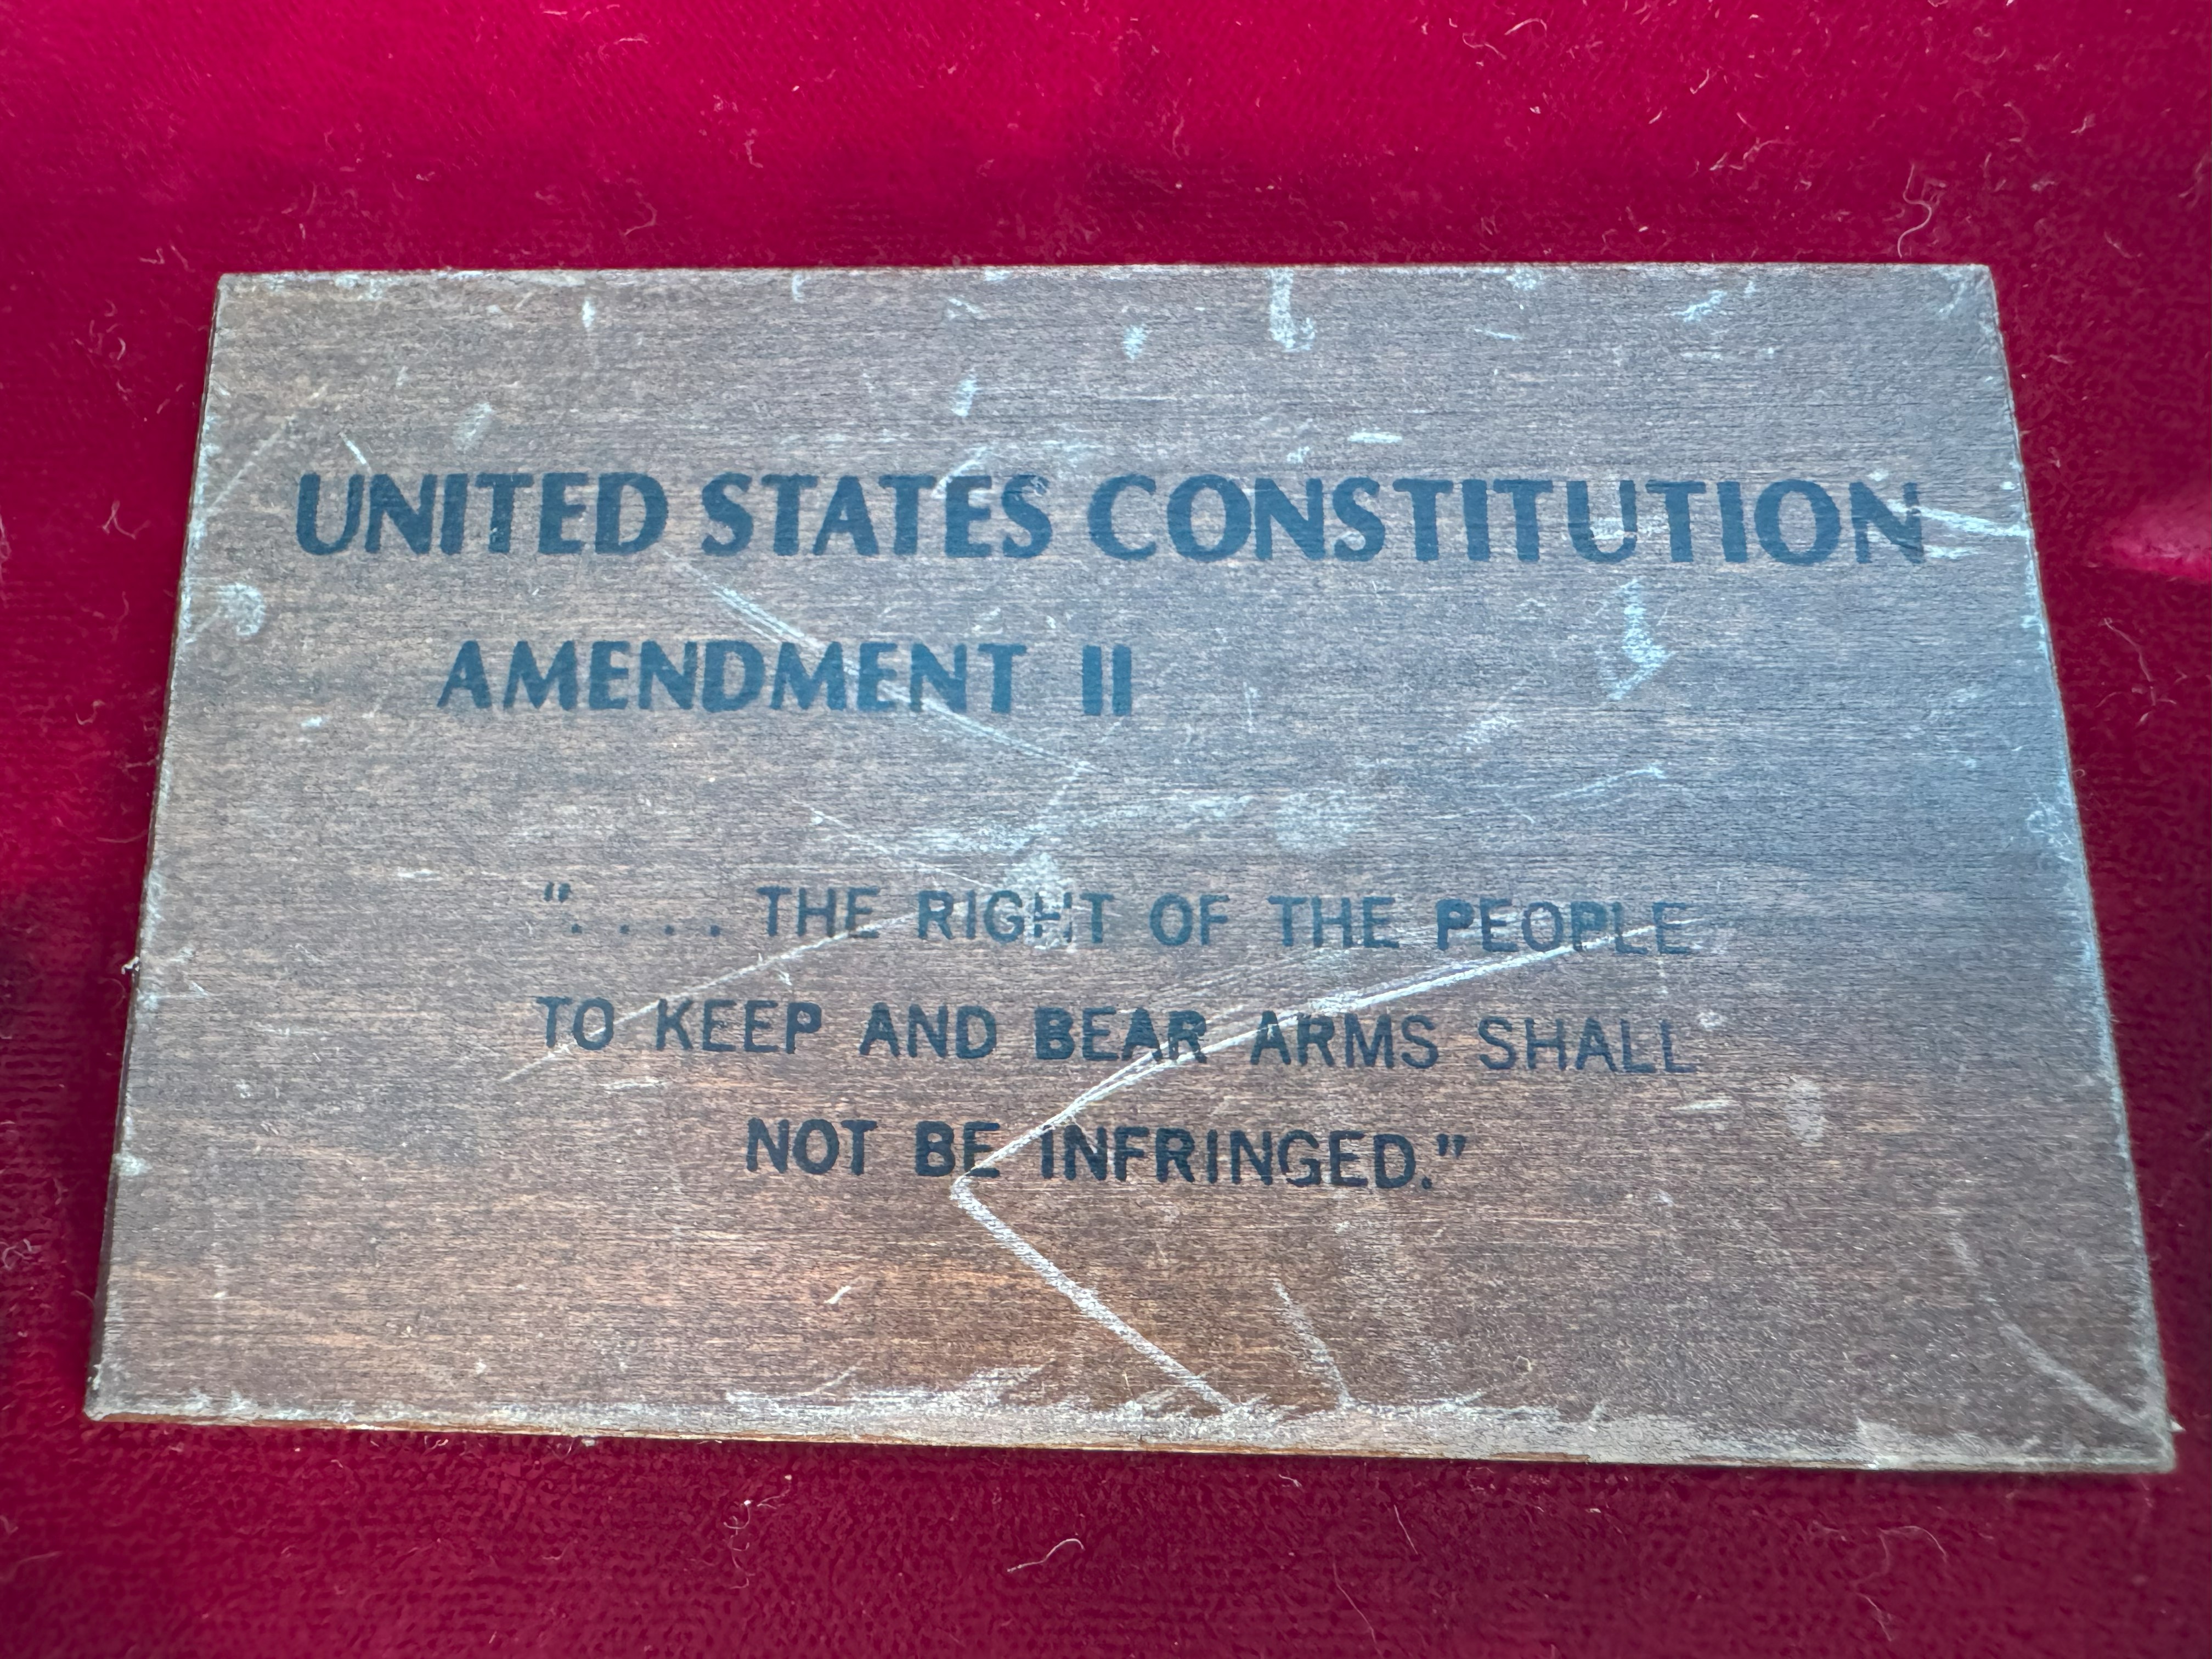 UNITED STATES CONSTITUTION
AMENDMENT II
". . . . THE RIGHT OF THE PEOPLE
TO KEEP AND BEAR ARMS SHALL
NOT BE INFRINGED."